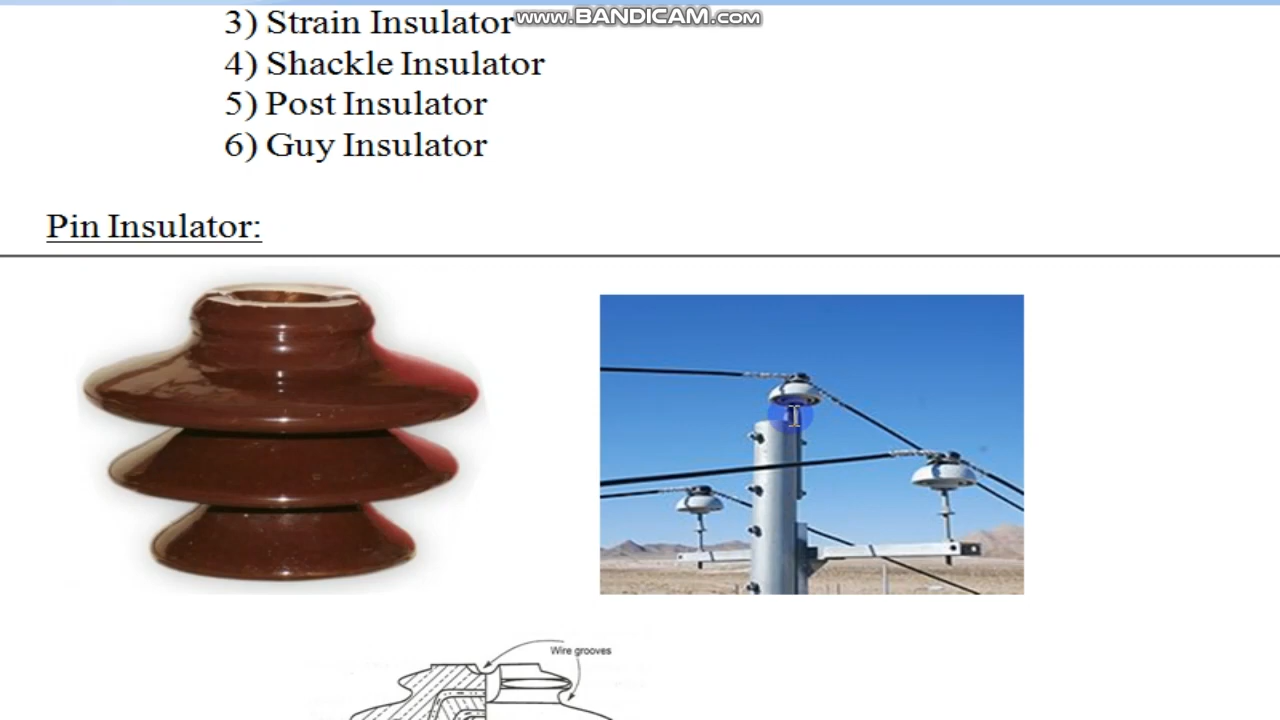 www.BANDICAM.com
3) Strain Insulator
4) Shackle Insulator
5) Post Insulator
6) Guy Insulator
Pin Insulator:
Wire grooves